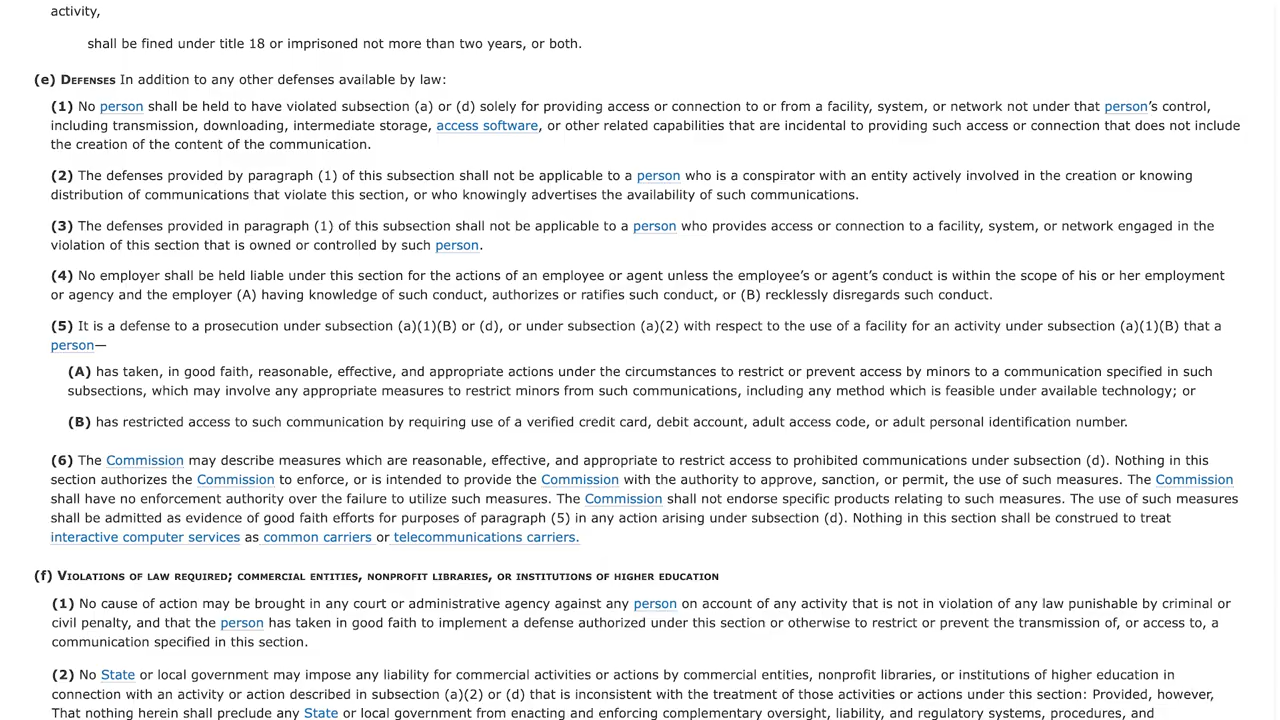 activity,
shall be fined under title 18 or imprisoned not more than two years, or both.
(e) Defenses In addition to any other defenses available by law:
(1) No person shall be held to have violated subsection (a) or (d) solely for providing access or connection to or from a facility, system, or network not under that person’s control,
including transmission, downloading, intermediate storage, access software, or other related capabilities that are incidental to providing such access or connection that does not include
the creation of the content of the communication.
(2) The defenses provided by paragraph (1) of this subsection shall not be applicable to a person who is a conspirator with an entity actively involved in the creation or knowing
distribution of communications that violate this section, or who knowingly advertises the availability of such communications.
(3) The defenses provided in paragraph (1) of this subsection shall not be applicable to a person who provides access or connection to a facility, system, or network engaged in the
violation of this section that is owned or controlled by such person.
(4) No employer shall be held liable under this section for the actions of an employee or agent unless the employee’s or agent’s conduct is within the scope of his or her employment
or agency and the employer (A) having knowledge of such conduct, authorizes or ratifies such conduct, or (B) recklessly disregards such conduct.
(5) It is a defense to a prosecution under subsection (a)(1)(B) or (d), or under subsection (a)(2) with respect to the use of a facility for an activity under subsection (a)(1)(B) that a
person—
(A) has taken, in good faith, reasonable, effective, and appropriate actions under the circumstances to restrict or prevent access by minors to a communication specified in such
subsections, which may involve any appropriate measures to restrict minors from such communications, including any method which is feasible under available technology; or
(B) has restricted access to such communication by requiring use of a verified credit card, debit account, adult access code, or adult personal identification number.
(6) The Commission may describe measures which are reasonable, effective, and appropriate to restrict access to prohibited communications under subsection (d). Nothing in this
section authorizes the Commission to enforce, or is intended to provide the Commission with the authority to approve, sanction, or permit, the use of such measures. The Commission
shall have no enforcement authority over the failure to utilize such measures. The Commission shall not endorse specific products relating to such measures. The use of such measures
shall be admitted as evidence of good faith efforts for purposes of paragraph (5) in any action arising under subsection (d). Nothing in this section shall be construed to treat
interactive computer services as common carriers or telecommunications carriers.
(f) Violations of law required; commercial entities, nonprofit libraries, or institutions of higher education
(1) No cause of action may be brought in any court or administrative agency against any person on account of any activity that is not in violation of any law punishable by criminal or
civil penalty, and that the person has taken in good faith to implement a defense authorized under this section or otherwise to restrict or prevent the transmission of, or access to, a
communication specified in this section.
(2) No State or local government may impose any liability for commercial activities or actions by commercial entities, nonprofit libraries, or institutions of higher education in
connection with an activity or action described in subsection (a)(2) or (d) that is inconsistent with the treatment of those activities or actions under this section: Provided, however,
That nothing herein shall preclude any State or local government from enacting and enforcing complementary oversight, liability, and regulatory systems, procedures, and